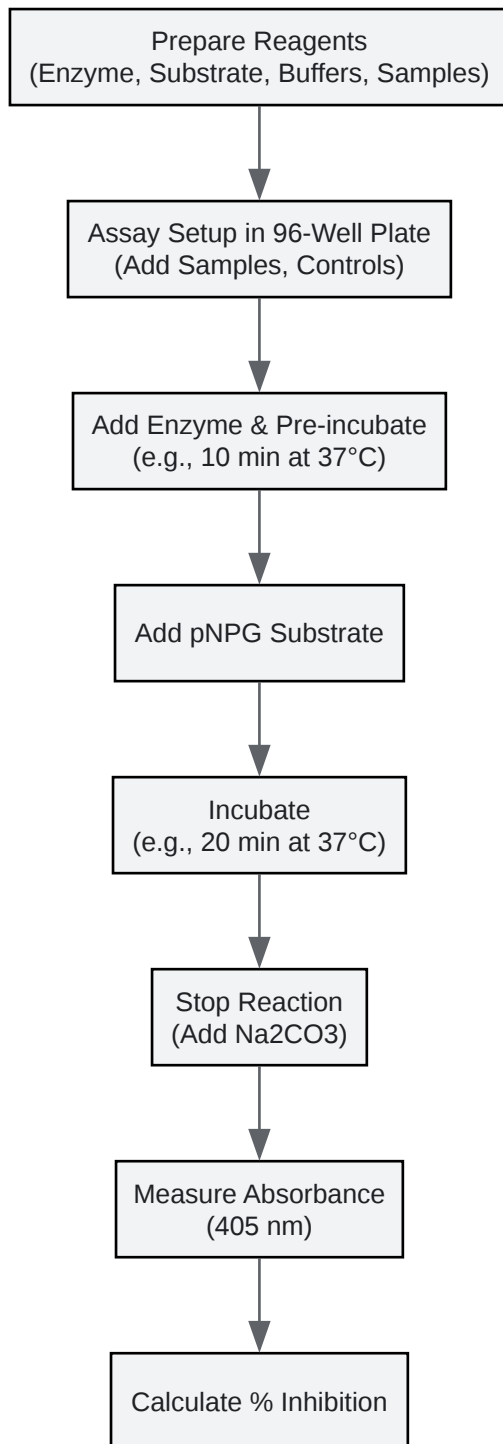 Prepare Reagents
(Enzyme, Substrate, Buffers, Samples)
Assay Setup in 96-Well Plate
(Add Samples, Controls)
Add Enzyme & Pre-incubate
(e.g., 10 min at 37°C)
Add pNPG Substrate
Incubate
(e.g., 20 min at 37°C)
Stop Reaction
(Add Na2CO3)
Measure Absorbance
(405 nm)
Calculate % Inhibition